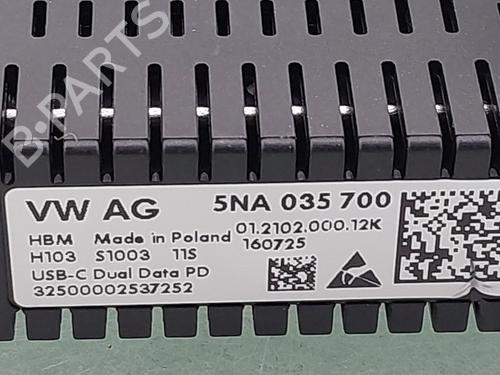 B-PARTS
VW AG 5NA 035 700
HBM Made in Poland 01.2102.000.12K
H103 S1003 11S 160725
USB-C Dual Data PD
32500002537252